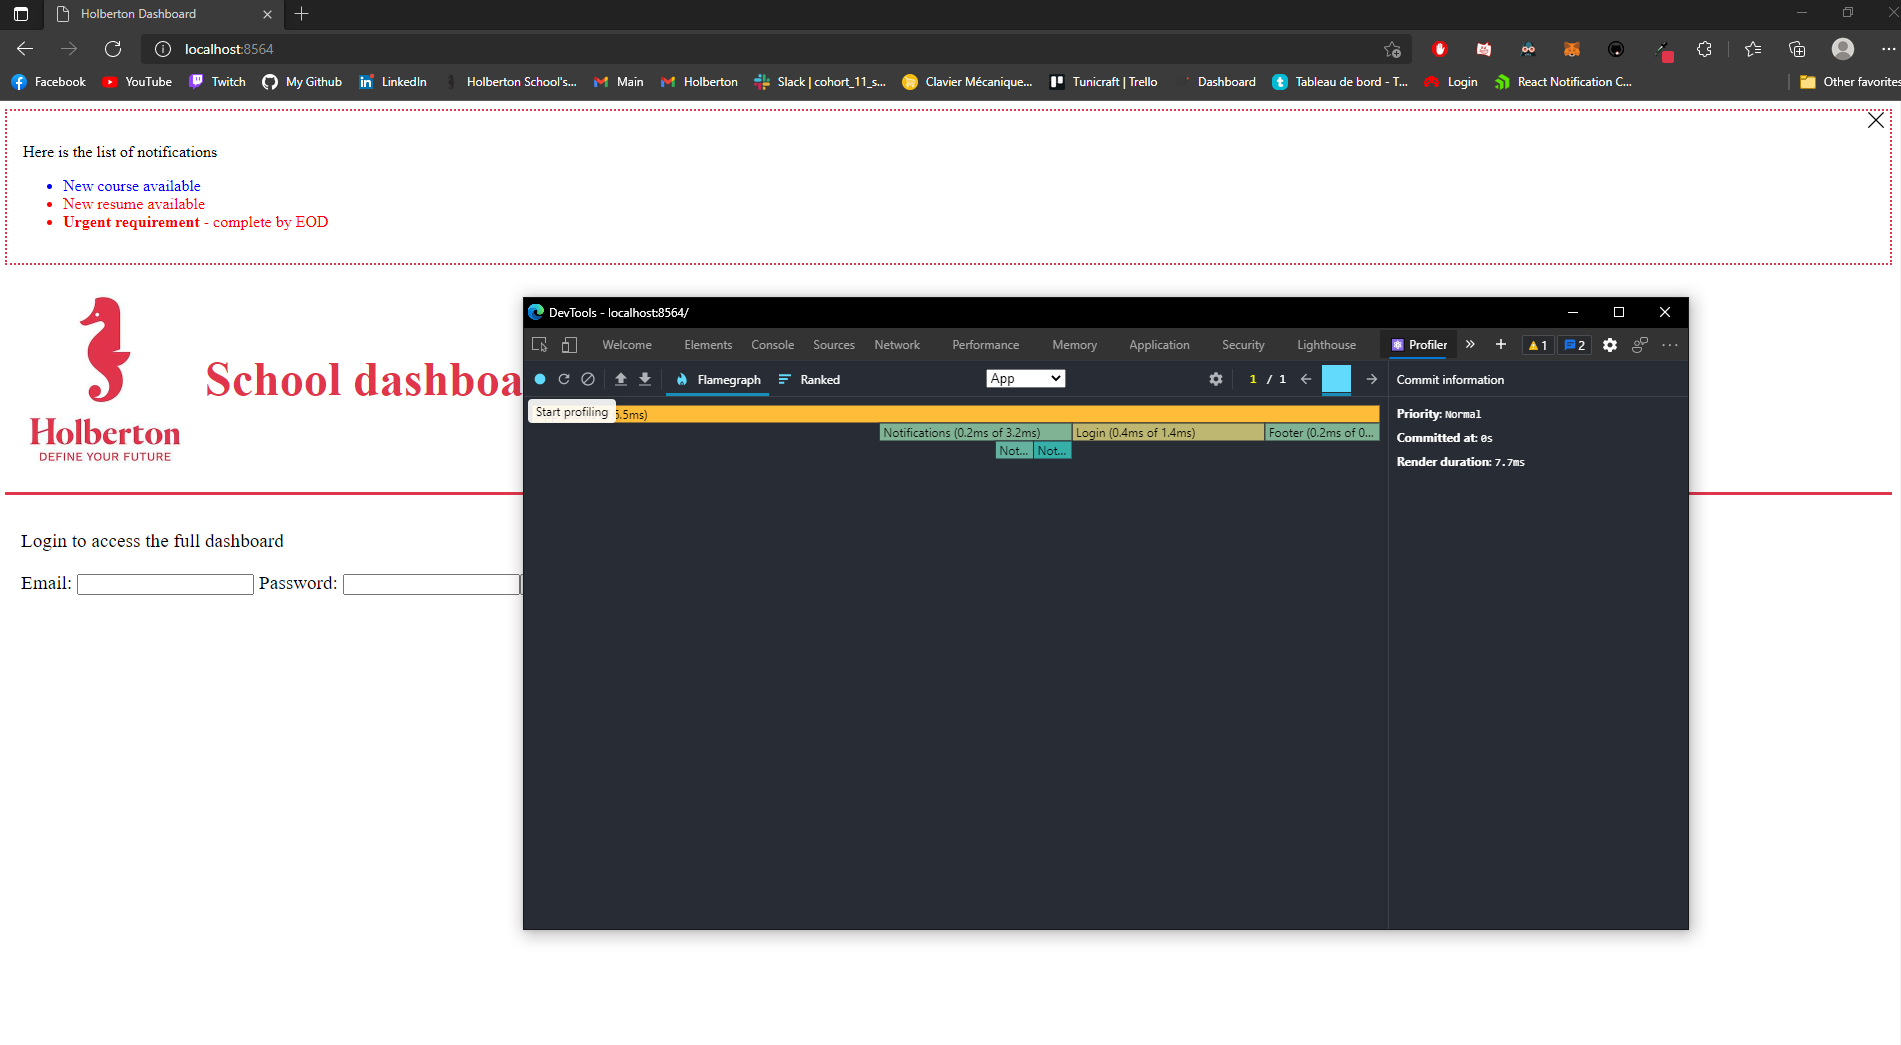 Holberton Dashboard
localhost:8564
Facebook YouTube Twitch My Github LinkedIn Holberton School's... Main Holberton Slack | cohort_11_s... Clavier Mécanique... Tunicraft | Trello Dashboard Tableau de bord - T... Login React Notification C... Other favorites
Here is the list of notifications
New course available
New resume available
Urgent requirement - complete by EOD
Holberton
DEFINE YOUR FUTURE
School dashboa
Login to access the full dashboard
Email: Password:
DevTools - localhost:8564/
Welcome Elements Console Sources Network Performance Memory Application Security Lighthouse Profiler » 1 2
Flamegraph Ranked App 1 / 1 Commit information
Start profiling 5.5ms)
Notifications (0.2ms of 3.2ms) Login (0.4ms of 1.4ms) Footer (0.2ms of 0...
Not... Not...
Priority: Normal
Committed at: 0s
Render duration: 7.7ms